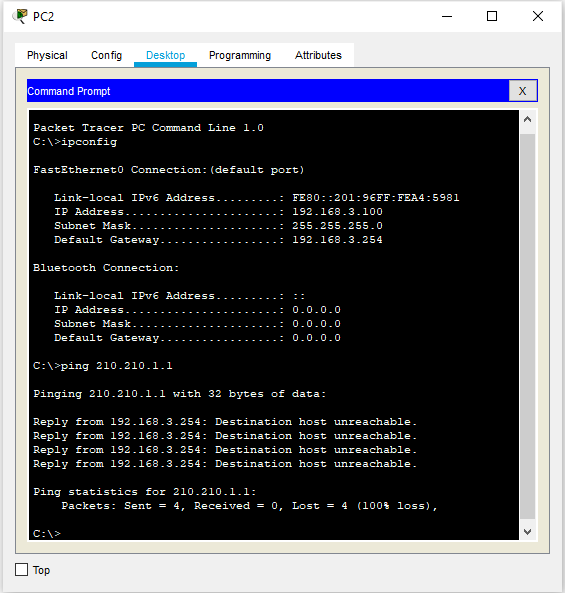 PC2
Physical Config Desktop Programming Attributes
Command Prompt
X
Packet Tracer PC Command Line 1.0
C:\>ipconfig
FastEthernet0 Connection:(default port)
Link-local IPv6 Address.........: FE80::201:96FF:FEA4:5981
IP Address......................: 192.168.3.100
Subnet Mask.....................: 255.255.255.0
Default Gateway.................: 192.168.3.254
Bluetooth Connection:
Link-local IPv6 Address.........: ::
IP Address......................: 0.0.0.0
Subnet Mask.....................: 0.0.0.0
Default Gateway.................: 0.0.0.0
C:\>ping 210.210.1.1
Pinging 210.210.1.1 with 32 bytes of data:
Reply from 192.168.3.254: Destination host unreachable.
Reply from 192.168.3.254: Destination host unreachable.
Reply from 192.168.3.254: Destination host unreachable.
Reply from 192.168.3.254: Destination host unreachable.
Ping statistics for 210.210.1.1:
Packets: Sent = 4, Received = 0, Lost = 4 (100% loss),
C:\>
Top